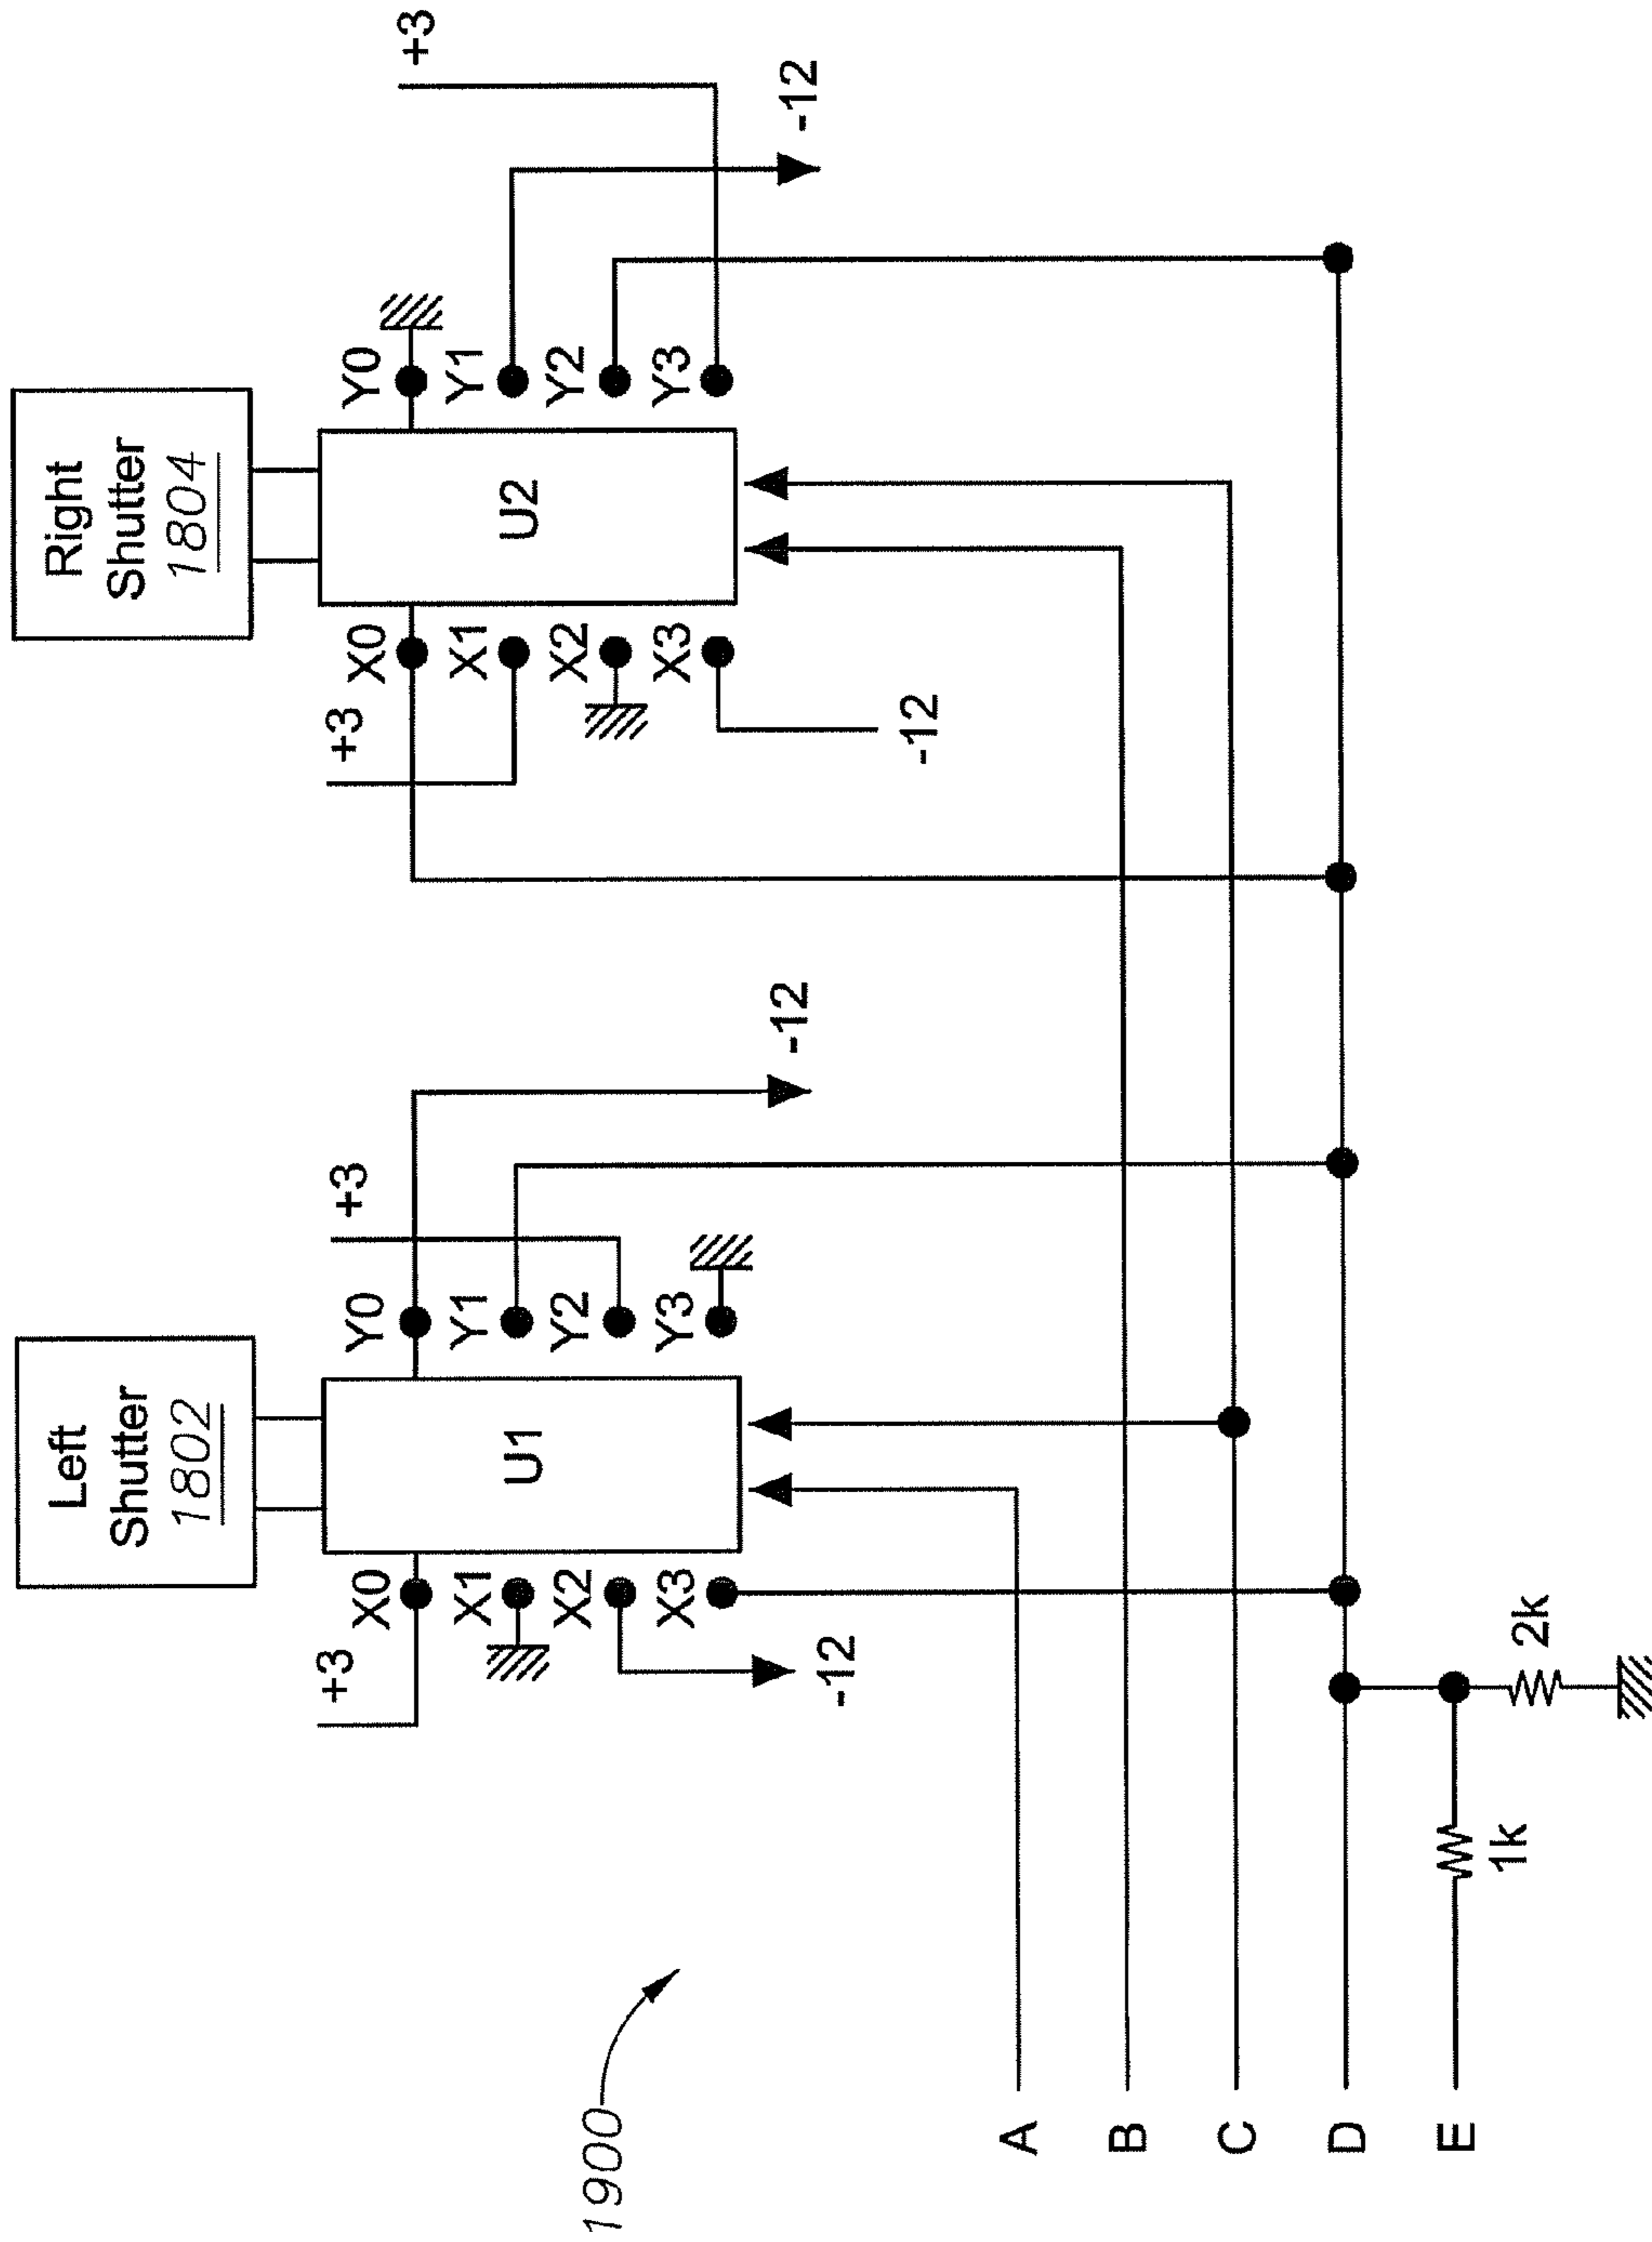 Left
Shutter
1802
Right
Shutter
1804
+3
X0
X1
X2
X3
-12
U1
+3
Y0
Y1
Y2
Y3
-12
+3
X0
X1
X2
X3
-12
U2
Y0
Y1
Y2
Y3
-12
+3
1900
A
B
C
D
E
1k
2k